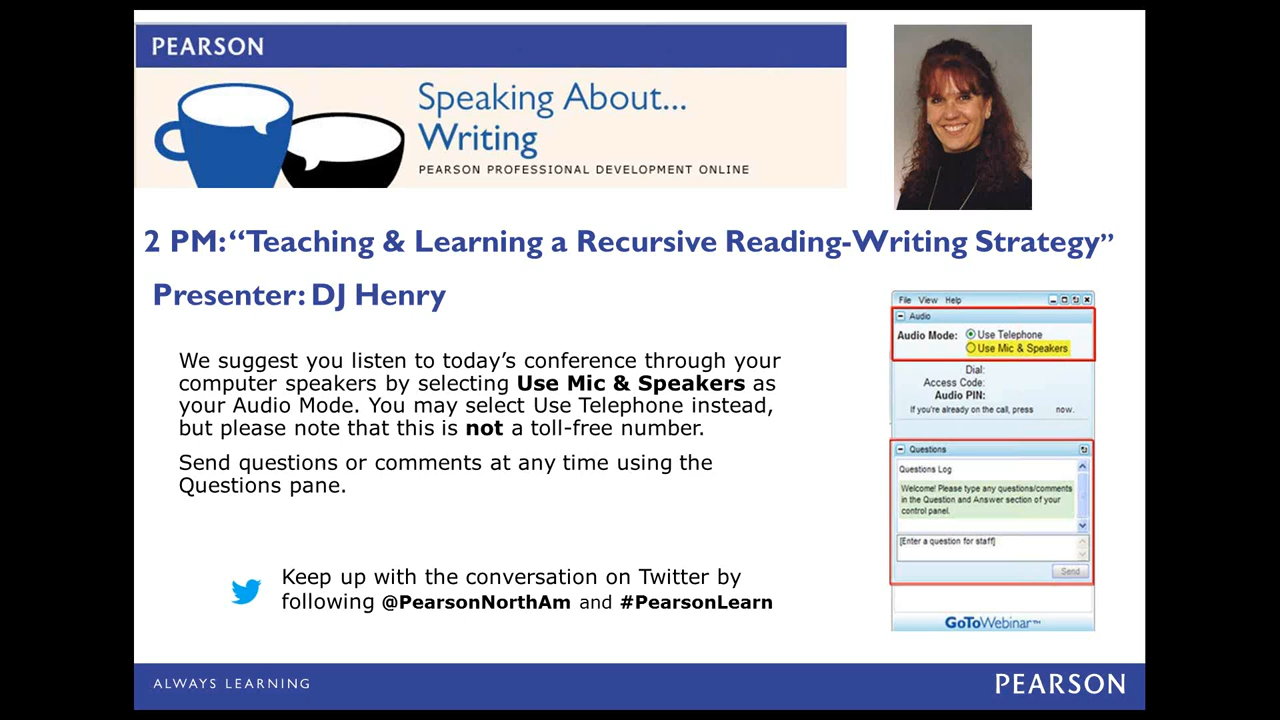 PEARSON
Speaking About...
Writing
PEARSON PROFESSIONAL DEVELOPMENT ONLINE
2 PM: “Teaching & Learning a Recursive Reading-Writing Strategy”
Presenter: DJ Henry
We suggest you listen to today’s conference through your
computer speakers by selecting Use Mic & Speakers as
your Audio Mode. You may select Use Telephone instead,
but please note that this is not a toll-free number.
Send questions or comments at any time using the
Questions pane.
Keep up with the conversation on Twitter by
following @PearsonNorthAm and #PearsonLearn
File View Help
Audio
Audio Mode: Use Telephone
Use Mic & Speakers
Dial:
Access Code:
Audio PIN:
If you're already on the call, press now.
Questions
Questions Log
Welcome! Please type any questions/comments
in the Question and Answer section of your
control panel.
[Enter a question for staff]
Send
GoToWebinar™
ALWAYS LEARNING
PEARSON